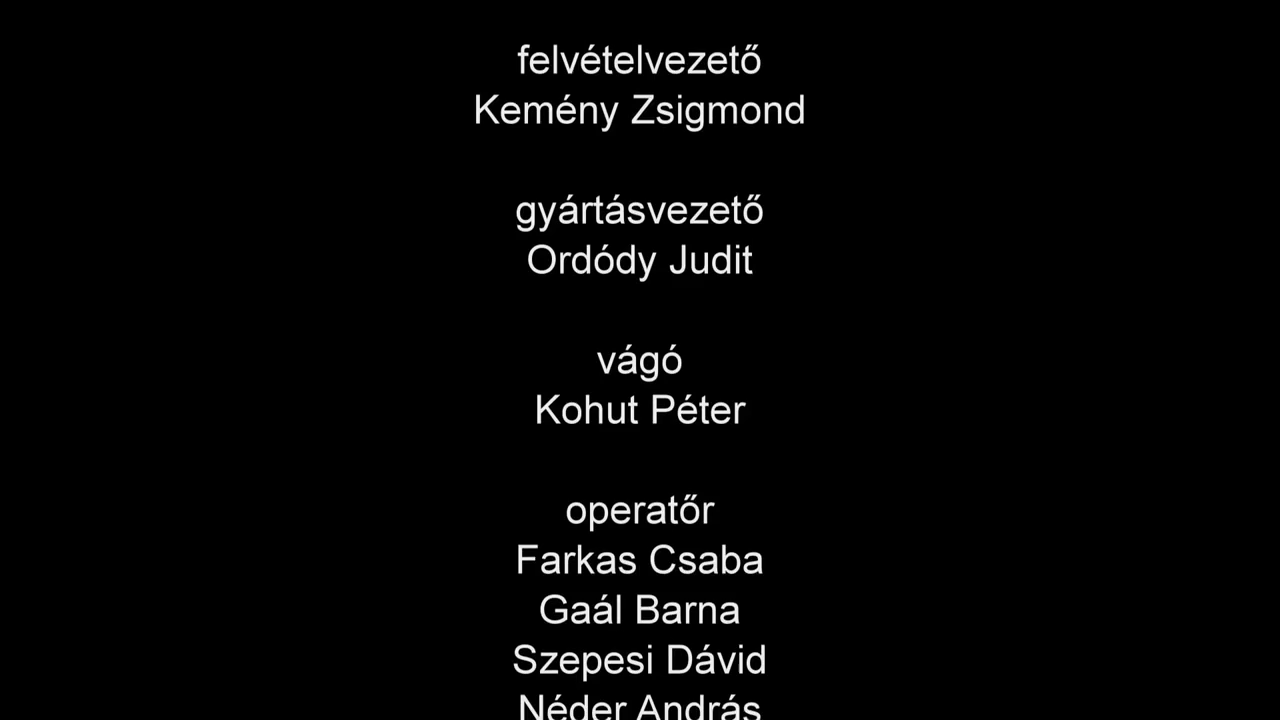 felvételvezető
Kemény Zsigmond
gyártásvezető
Ordódy Judit
vágó
Kohut Péter
operatőr
Farkas Csaba
Gaál Barna
Szepesi Dávid
Néder András